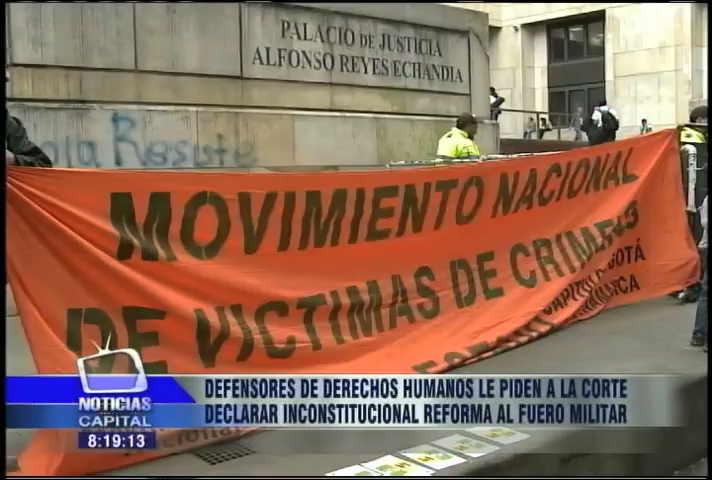 PALACIO DE JUSTICIA
ALFONSO REYES ECHANDIA
Resiste
MOVIMIENTO NACIONAL
DE VICTIMAS DE CRIMENES
DEFENSORES DE DERECHOS HUMANOS LE PIDEN A LA CORTE
DECLARAR INCONSTITUCIONAL REFORMA AL FUERO MILITAR
NOTICIAS
CAPITAL
8:19:13